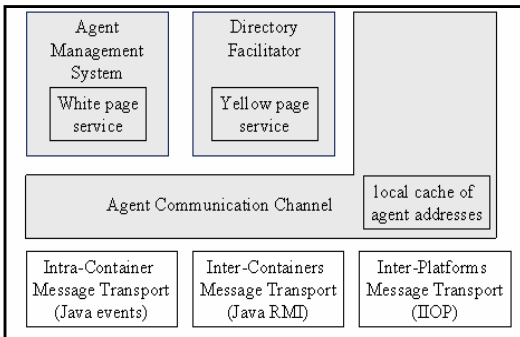 Agent
Management
System
White page
service
Directory
Facilitator
Yellow page
service
Agent Communication Channel
local cache of
agent addresses
Intra-Container
Message Transport
(Java events)
Inter-Containers
Message Transport
(Java RMI)
Inter-Platforms
Message Transport
(IIOP)